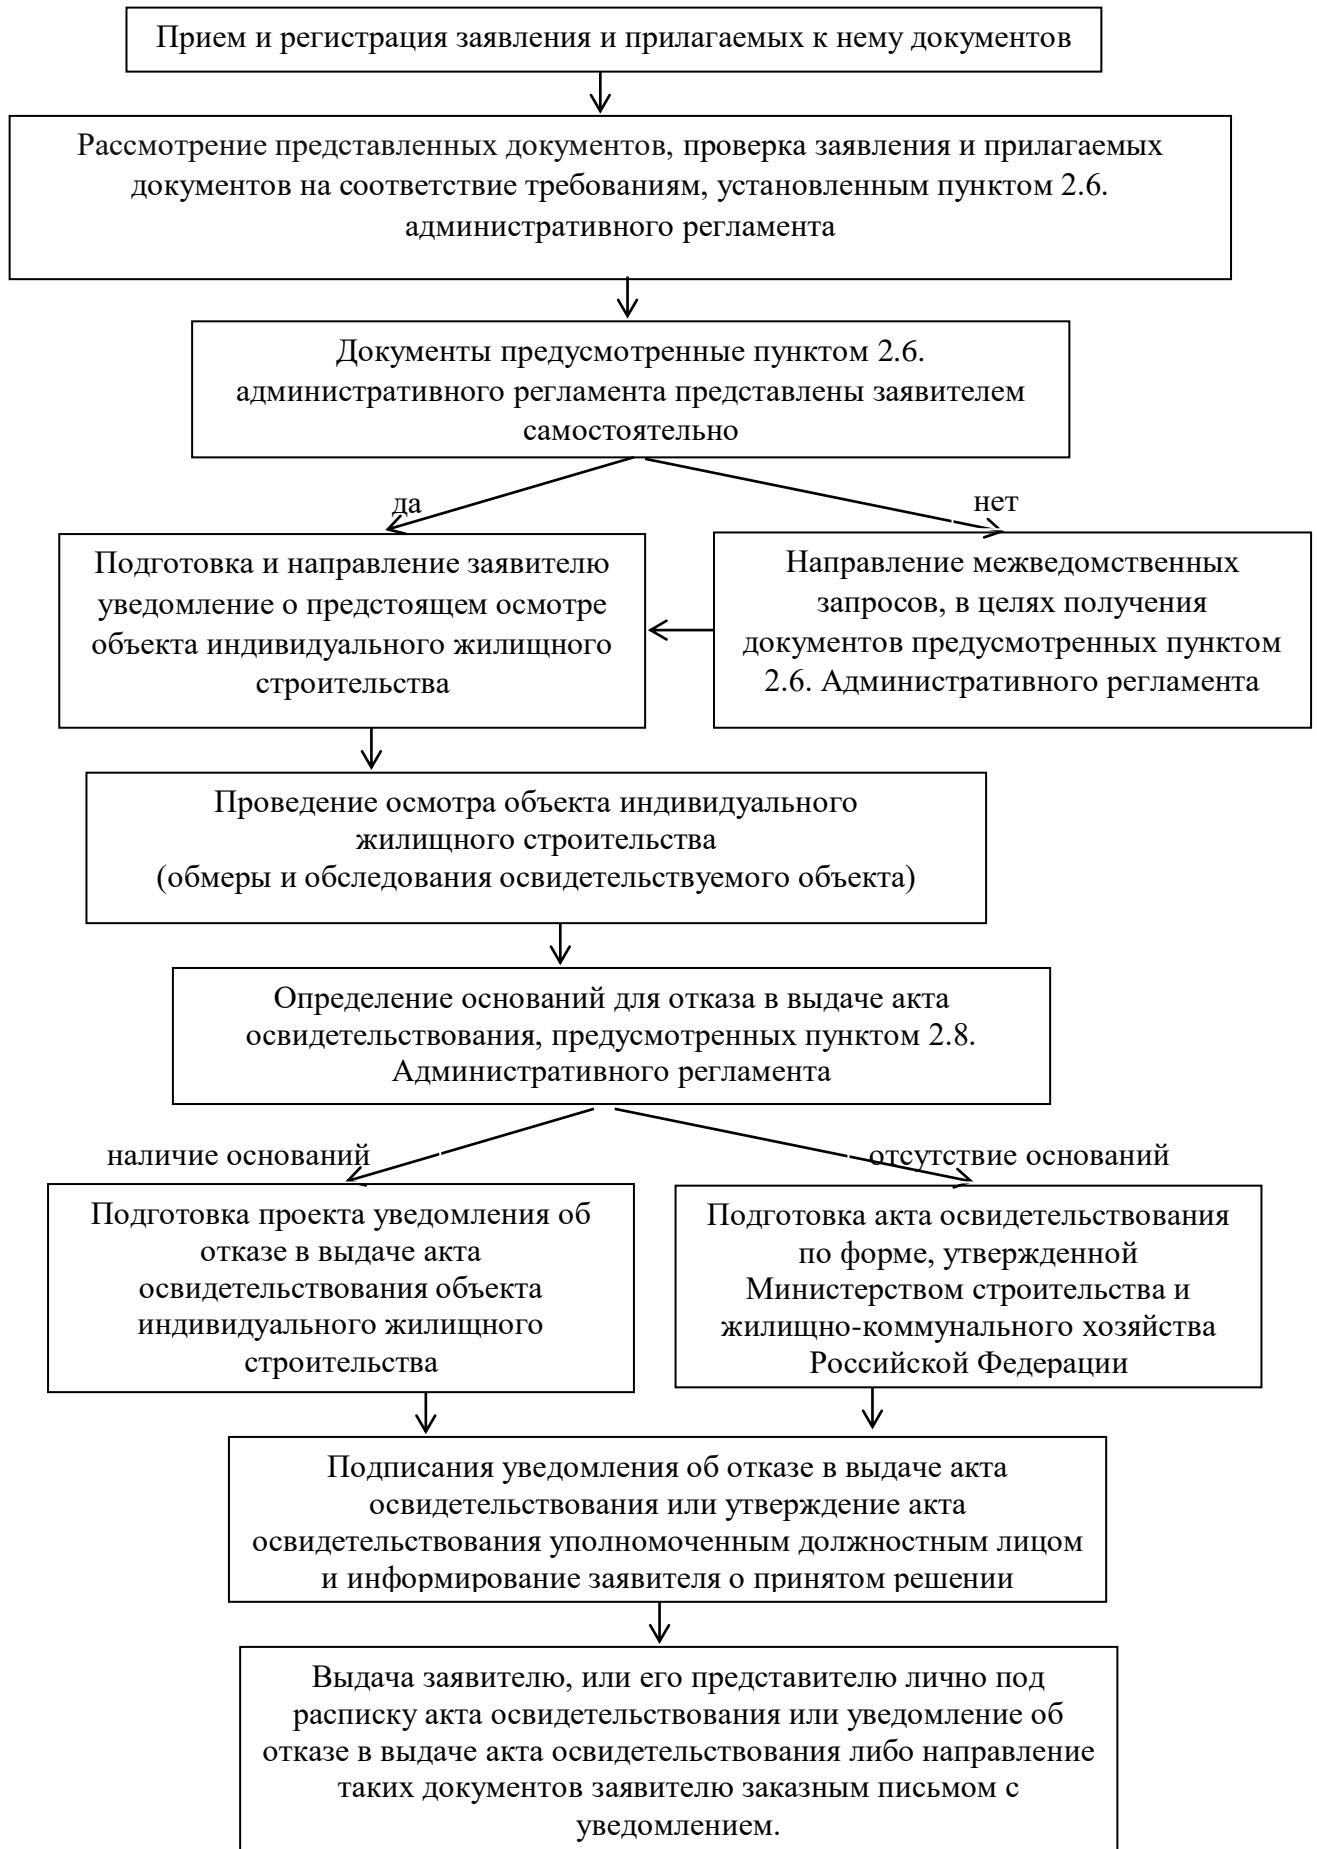 Прием и регистрация заявления и прилагаемых к нему документов
Рассмотрение представленных документов, проверка заявления и прилагаемых
документов на соответствие требованиям, установленным пунктом 2.6.
административного регламента
Документы предусмотренные пунктом 2.6.
административного регламента представлены заявителем
самостоятельно
да
нет
Подготовка и направление заявителю
уведомление о предстоящем осмотре
объекта индивидуального жилищного
строительства
Направление межведомственных
запросов, в целях получения
документов предусмотренных пунктом
2.6. Административного регламента
Проведение осмотра объекта индивидуального
жилищного строительства
(обмеры и обследования освидетельствуемого объекта)
Определение оснований для отказа в выдаче акта
освидетельствования, предусмотренных пунктом 2.8.
Административного регламента
наличие оснований
отсутствие оснований
Подготовка проекта уведомления об
отказе в выдаче акта
освидетельствования объекта
индивидуального жилищного
строительства
Подготовка акта освидетельствования
по форме, утвержденной
Министерством строительства и
жилищно-коммунального хозяйства
Российской Федерации
Подписания уведомления об отказе в выдаче акта
освидетельствования или утверждение акта
освидетельствования уполномоченным должностным лицом
и информирование заявителя о принятом решении
Выдача заявителю, или его представителю лично под
расписку акта освидетельствования или уведомление об
отказе в выдаче акта освидетельствования либо направление
таких документов заявителю заказным письмом с
уведомлением.